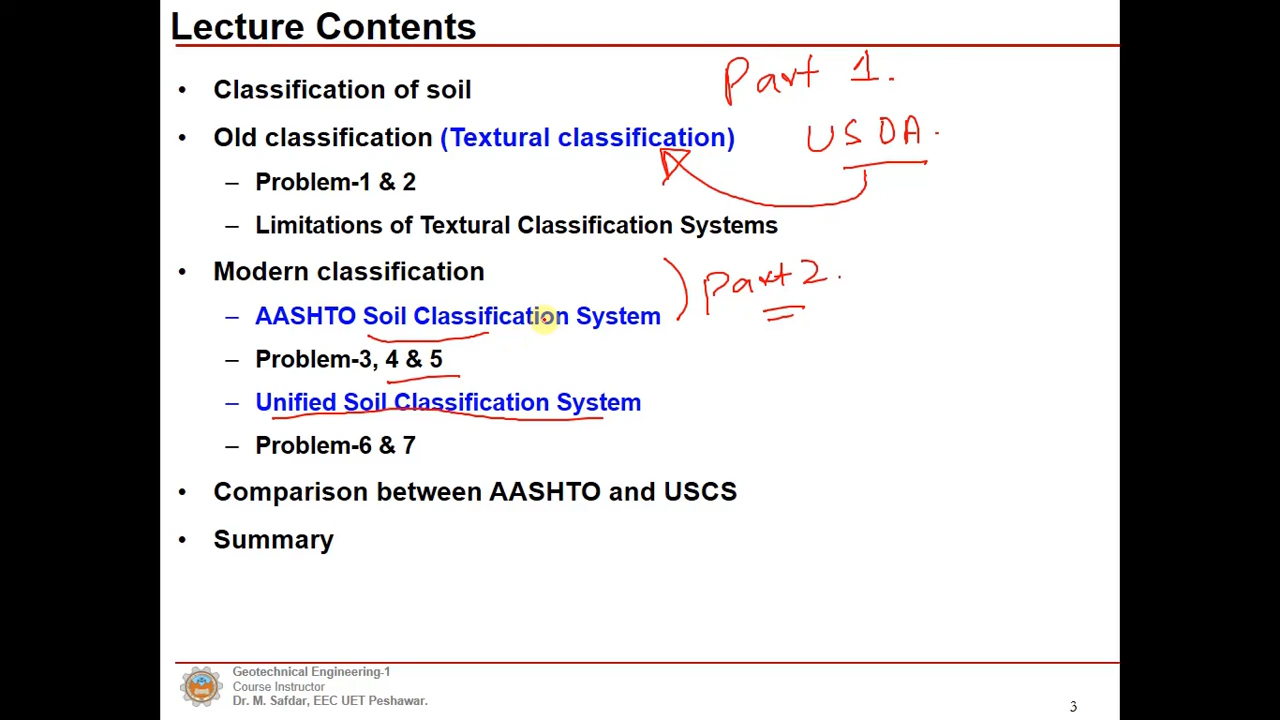 Lecture Contents
Part 1.
• Classification of soil
• Old classification (Textural classification)
USDA.
– Problem-1 & 2
– Limitations of Textural Classification Systems
• Modern classification
Part 2.
– AASHTO Soil Classification System
– Problem-3, 4 & 5
– Unified Soil Classification System
– Problem-6 & 7
• Comparison between AASHTO and USCS
• Summary
Geotechnical Engineering-1
Course Instructor
Dr. M. Safdar, EEC UET Peshawar.
3